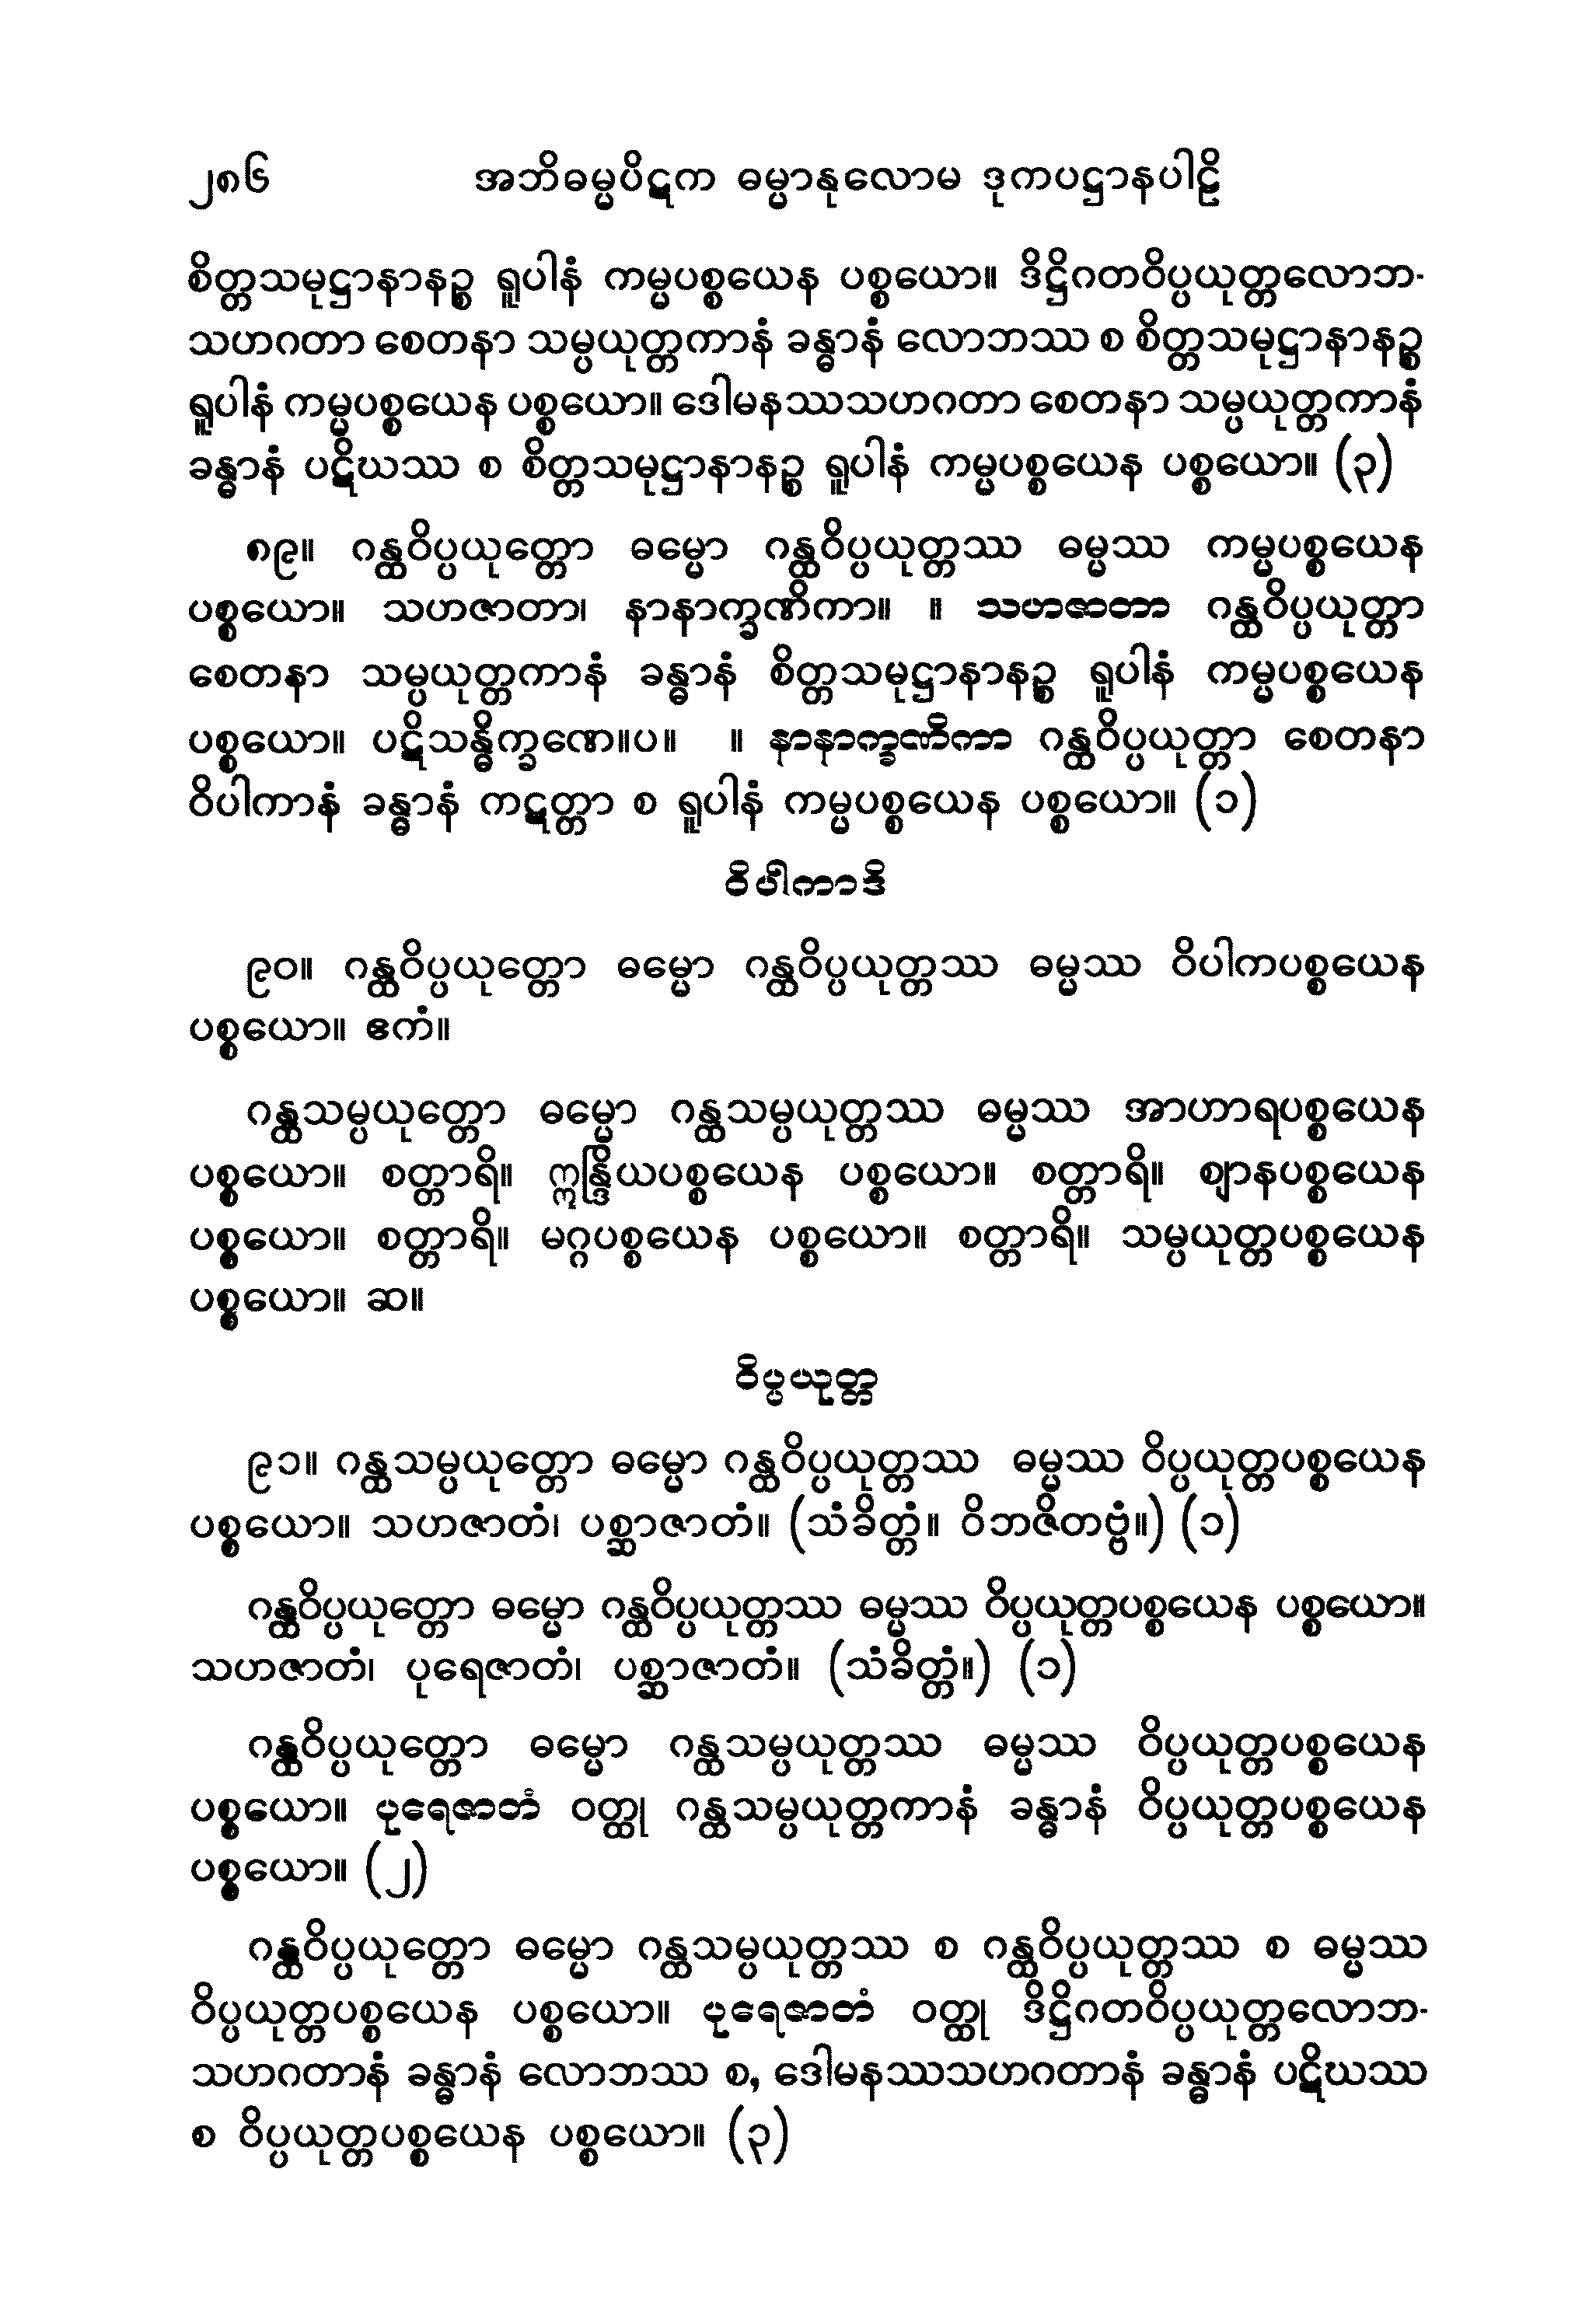 ၂၈၆ အဘိဓမ္မပိဋက ဓမ္မာနုလောမ ဒုကပဋ္ဌာနပါဠိ
စိတ္တသမုဋ္ဌာနာနဉ္စ ရူပါနံ ကမ္မပစ္စယေန ပစ္စယော။ ဒိဋ္ဌိဂတဝိပ္ပယုတ္တလောဘ-
သဟဂတာ စေတနာ သမ္ပယုတ္တကာနံ ခန္ဓာနံ လောဘဿ စ စိတ္တသမုဋ္ဌာနာနဉ္စ
ရူပါနံ ကမ္မပစ္စယေန ပစ္စယော။ ဒေါမနဿသဟဂတာ စေတနာ သမ္ပယုတ္တကာနံ
ခန္ဓာနံ ပဋိဃဿ စ စိတ္တသမုဋ္ဌာနာနဉ္စ ရူပါနံ ကမ္မပစ္စယေန ပစ္စယော။ (၃)
၈၉။ ဂန္ထဝိပ္ပယုတ္တော ဓမ္မော ဂန္ထဝိပ္ပယုတ္တဿ ဓမ္မဿ ကမ္မပစ္စယေန
ပစ္စယော။ သဟဇာတာ၊ နာနာက္ခဏိကာ။ ။ သဟဇာတာ ဂန္ထဝိပ္ပယုတ္တာ
စေတနာ သမ္ပယုတ္တကာနံ ခန္ဓာနံ စိတ္တသမုဋ္ဌာနာနဉ္စ ရူပါနံ ကမ္မပစ္စယေန
ပစ္စယော။ ပဋိသန္ဓိက္ခဏေ။ပ။ ။ နာနာက္ခဏိကာ ဂန္ထဝိပ္ပယုတ္တာ စေတနာ
ဝိပါကာနံ ခန္ဓာနံ ကဋတ္တာ စ ရူပါနံ ကမ္မပစ္စယေန ပစ္စယော။ (၁)
ဝိပါကာဒိ
၉၀။ ဂန္ထဝိပ္ပယုတ္တော ဓမ္မော ဂန္ထဝိပ္ပယုတ္တဿ ဓမ္မဿ ဝိပါကပစ္စယေန
ပစ္စယော။ ဧကံ။
ဂန္ထသမ္ပယုတ္တော ဓမ္မော ဂန္ထသမ္ပယုတ္တဿ ဓမ္မဿ အာဟာရပစ္စယေန
ပစ္စယော။ စတ္တာရိ။ ဣန္ဒြိယပစ္စယေန ပစ္စယော။ စတ္တာရိ။ ဈာနပစ္စယေန
ပစ္စယော။ စတ္တာရိ။ မဂ္ဂပစ္စယေန ပစ္စယော။ စတ္တာရိ။ သမ္ပယုတ္တပစ္စယေန
ပစ္စယော။ ဆ။
ဝိပ္ပယုတ္တ
၉၁။ ဂန္ထသမ္ပယုတ္တော ဓမ္မော ဂန္ထဝိပ္ပယုတ္တဿ ဓမ္မဿ ဝိပ္ပယုတ္တပစ္စယေန
ပစ္စယော။ သဟဇာတံ၊ ပစ္ဆာဇာတံ။ (သံခိတ္တံ။ ဝိဘဇိတဗ္ဗံ။) (၁)
ဂန္ထဝိပ္ပယုတ္တော ဓမ္မော ဂန္ထဝိပ္ပယုတ္တဿ ဓမ္မဿ ဝိပ္ပယုတ္တပစ္စယေန ပစ္စယော။
သဟဇာတံ၊ ပုရေဇာတံ၊ ပစ္ဆာဇာတံ။ (သံခိတ္တံ။) (၁)
ဂန္ထဝိပ္ပယုတ္တော ဓမ္မော ဂန္ထသမ္ပယုတ္တဿ ဓမ္မဿ ဝိပ္ပယုတ္တပစ္စယေန
ပစ္စယော။ ပုရေဇာတံ ဝတ္ထု ဂန္ထသမ္ပယုတ္တကာနံ ခန္ဓာနံ ဝိပ္ပယုတ္တပစ္စယေန
ပစ္စယော။ (၂)
ဂန္ထဝိပ္ပယုတ္တော ဓမ္မော ဂန္ထသမ္ပယုတ္တဿ စ ဂန္ထဝိပ္ပယုတ္တဿ စ ဓမ္မဿ
ဝိပ္ပယုတ္တပစ္စယေန ပစ္စယော။ ပုရေဇာတံ ဝတ္ထု ဒိဋ္ဌိဂတဝိပ္ပယုတ္တလောဘ-
သဟဂတာနံ ခန္ဓာနံ လောဘဿ စ, ဒေါမနဿသဟဂတာနံ ခန္ဓာနံ ပဋိဃဿ
စ ဝိပ္ပယုတ္တပစ္စယေန ပစ္စယော။ (၃)